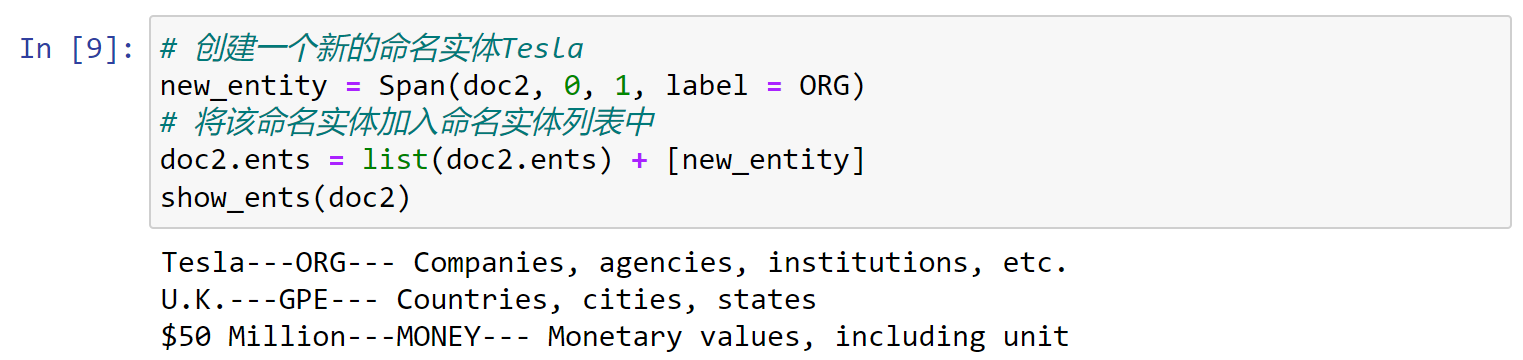 In [9]:
# 创建一个新的命名实体Tesla
new_entity = Span(doc2, 0, 1, label = ORG)
# 将该命名实体加入命名实体列表中
doc2.ents = list(doc2.ents) + [new_entity]
show_ents(doc2)
Tesla---ORG--- Companies, agencies, institutions, etc.
U.K.---GPE--- Countries, cities, states
$50 Million---MONEY--- Monetary values, including unit